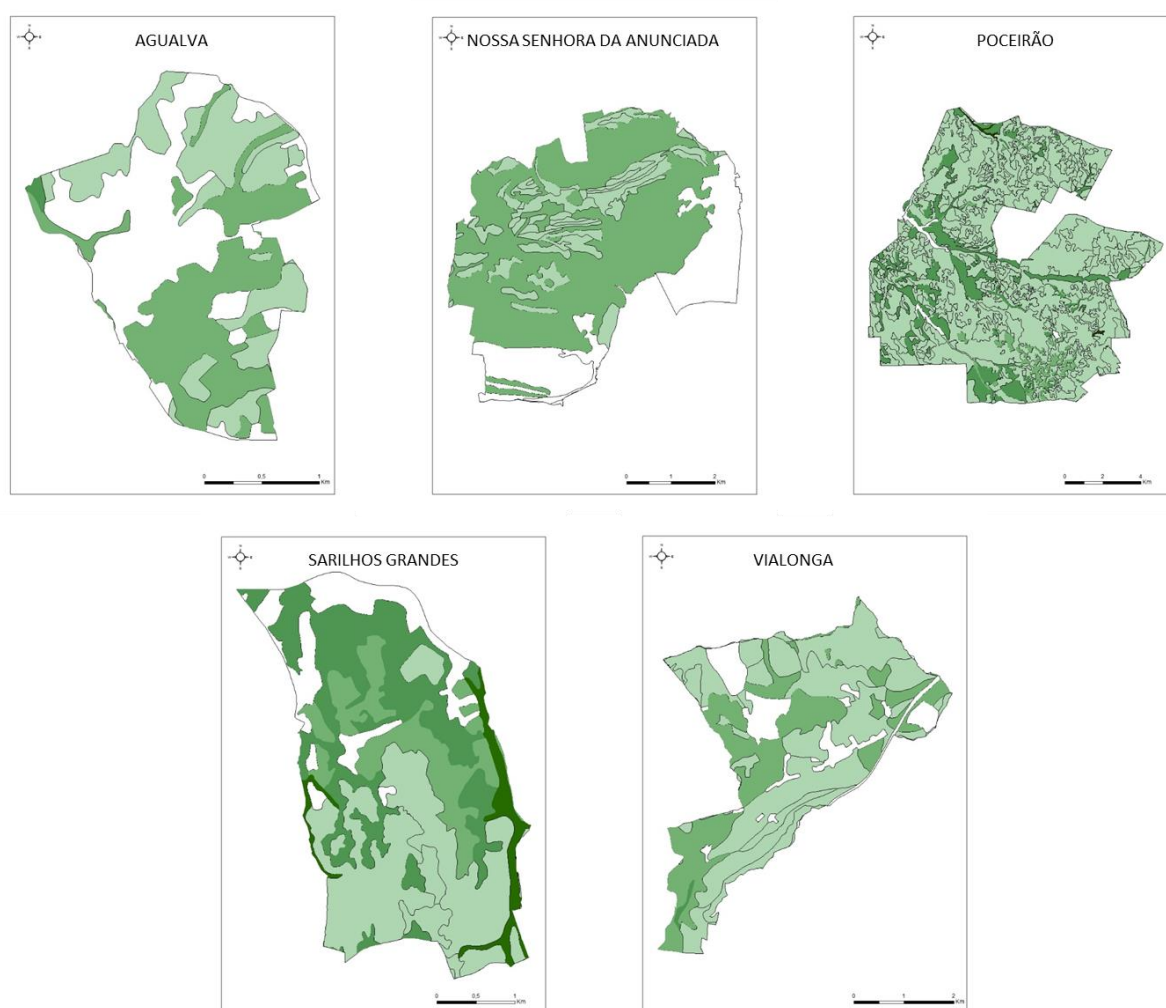 AGUALVA
NOSSA SENHORA DA ANUNCIADA
POCEIRÃO
0 0,5 1
Km
0 1 2
Km
0 2 4
Km
SARILHOS GRANDES
VIALONGA
0 0,5 1
Km
0 1 2
Km